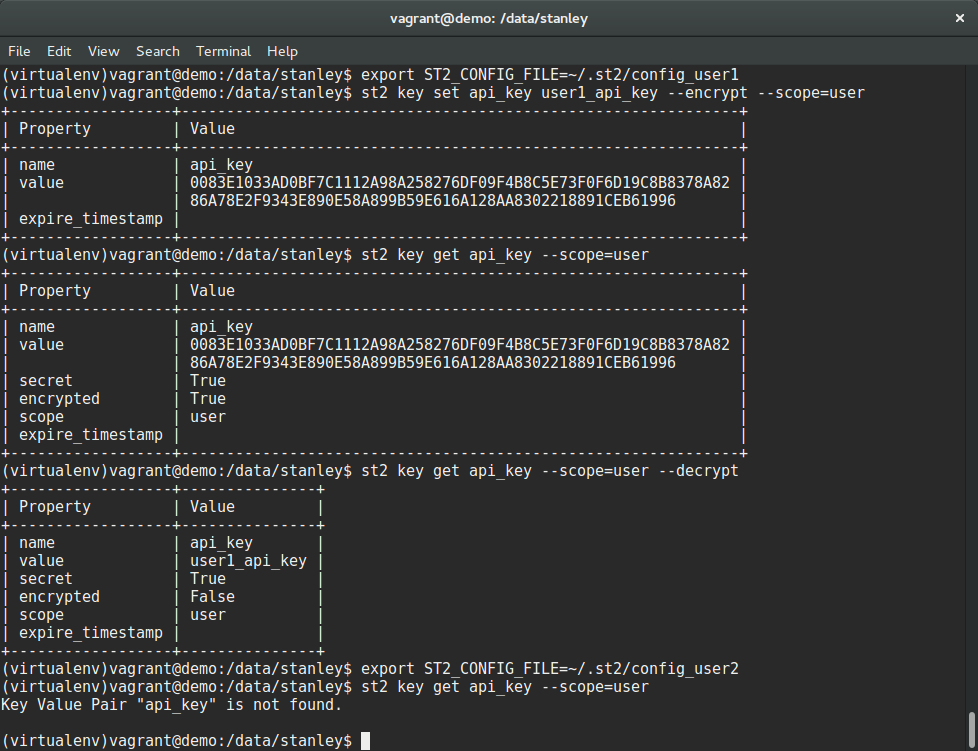 vagrant@demo: /data/stanley ×
File Edit View Search Terminal Help
(virtualenv)vagrant@demo:/data/stanley$ export ST2_CONFIG_FILE=~/.st2/config_user1
(virtualenv)vagrant@demo:/data/stanley$ st2 key set api_key user1_api_key --encrypt --scope=user
+------------------+--------------------------------------------------------------+
| Property         | Value                                                        |
+------------------+--------------------------------------------------------------+
| name             | api_key                                                      |
| value            | 0083E1033AD0BF7C1112A98A258276DF09F4B8C5E73F0F6D19C8B8378A82 |
|                  | 86A78E2F9343E890E58A899B59E616A128AA8302218891CEB61996       |
| expire_timestamp |                                                              |
+------------------+--------------------------------------------------------------+
(virtualenv)vagrant@demo:/data/stanley$ st2 key get api_key --scope=user
+------------------+--------------------------------------------------------------+
| Property         | Value                                                        |
+------------------+--------------------------------------------------------------+
| name             | api_key                                                      |
| value            | 0083E1033AD0BF7C1112A98A258276DF09F4B8C5E73F0F6D19C8B8378A82 |
|                  | 86A78E2F9343E890E58A899B59E616A128AA8302218891CEB61996       |
| secret           | True                                                         |
| encrypted        | True                                                         |
| scope            | user                                                         |
| expire_timestamp |                                                              |
+------------------+--------------------------------------------------------------+
(virtualenv)vagrant@demo:/data/stanley$ st2 key get api_key --scope=user --decrypt
+------------------+---------------+
| Property         | Value         |
+------------------+---------------+
| name             | api_key       |
| value            | user1_api_key |
| secret           | True          |
| encrypted        | False         |
| scope            | user          |
| expire_timestamp |               |
+------------------+---------------+
(virtualenv)vagrant@demo:/data/stanley$ export ST2_CONFIG_FILE=~/.st2/config_user2
(virtualenv)vagrant@demo:/data/stanley$ st2 key get api_key --scope=user
Key Value Pair "api_key" is not found.
(virtualenv)vagrant@demo:/data/stanley$